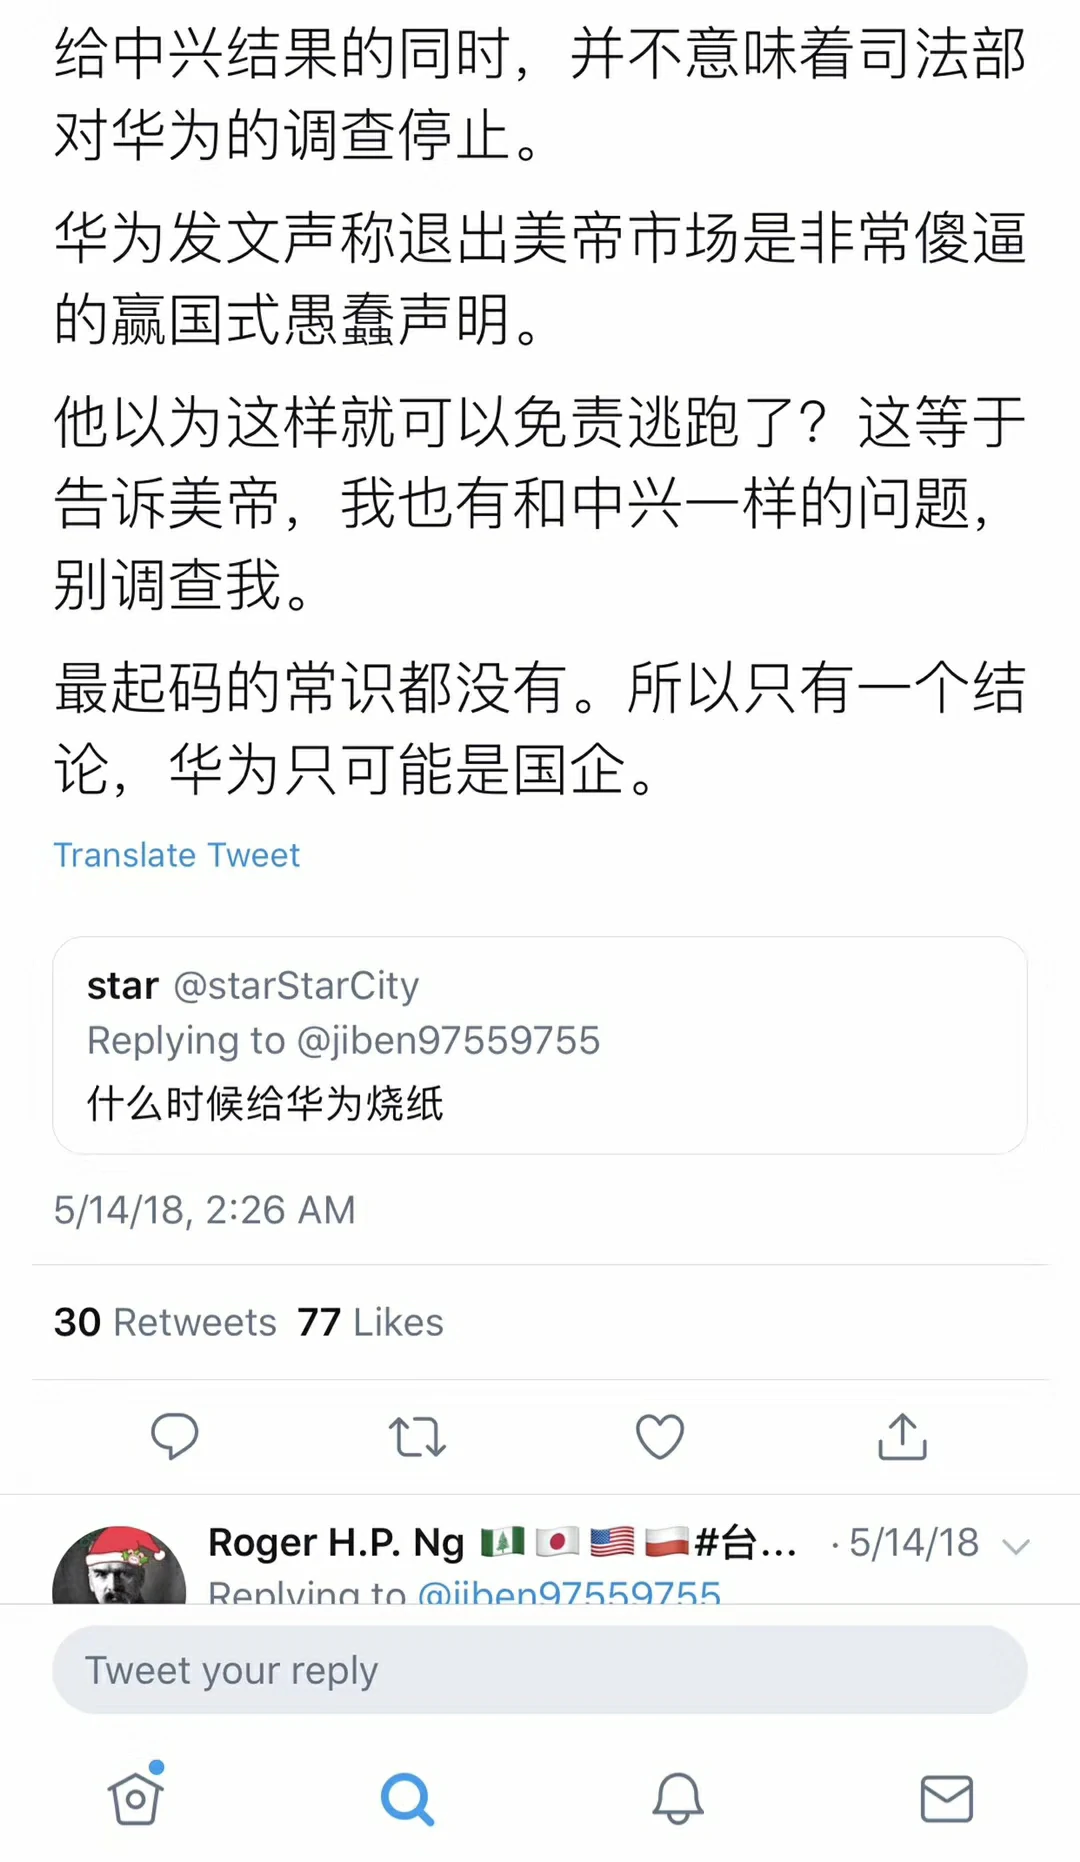 给中兴结果的同时，并不意味着司法部
对华为的调查停止。
华为发文声称退出美帝市场是非常傻逼
的赢国式愚蠢声明。
他以为这样就可以免责逃跑了？这等于
告诉美帝，我也有和中兴一样的问题，
别调查我。
最起码的常识都没有。所以只有一个结
论，华为只可能是国企。
Translate Tweet
star @starStarCity
Replying to @jiben97559755
什么时候给华为烧纸
5/14/18, 2:26 AM
30 Retweets 77 Likes
Roger H.P. Ng 🇳🇫🇯🇵🇺🇸🇵🇱#台... · 5/14/18
Replying to @jiben97559755
Tweet your reply